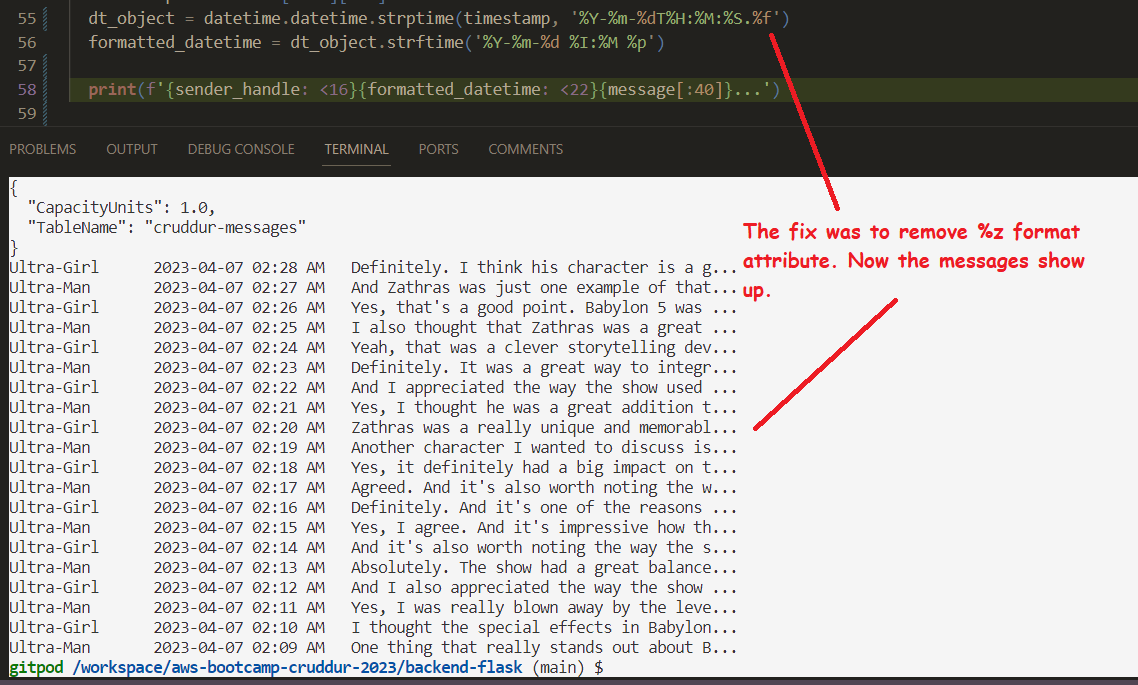 55 dt_object = datetime.datetime.strptime(timestamp, '%Y-%m-%dT%H:%M:%S.%f')
56 formatted_datetime = dt_object.strftime('%Y-%m-%d %I:%M %p')
57
58 print(f'{sender_handle: <16}{formatted_datetime: <22}{message[:40]}...')
59
PROBLEMS OUTPUT DEBUG CONSOLE TERMINAL PORTS COMMENTS
{
"CapacityUnits": 1.0,
"TableName": "cruddur-messages"
}
Ultra-Girl 2023-04-07 02:28 AM Definitely. I think his character is a g...
Ultra-Man 2023-04-07 02:27 AM And Zathras was just one example of that...
Ultra-Girl 2023-04-07 02:26 AM Yes, that's a good point. Babylon 5 was ...
Ultra-Man 2023-04-07 02:25 AM I also thought that Zathras was a great ...
Ultra-Girl 2023-04-07 02:24 AM Yeah, that was a clever storytelling dev...
Ultra-Man 2023-04-07 02:23 AM Definitely. It was a great way to integr...
Ultra-Girl 2023-04-07 02:22 AM And I appreciated the way the show used ...
Ultra-Man 2023-04-07 02:21 AM Yes, I thought he was a great addition t...
Ultra-Girl 2023-04-07 02:20 AM Zathras was a really unique and memorabl...
Ultra-Man 2023-04-07 02:19 AM Another character I wanted to discuss is...
Ultra-Girl 2023-04-07 02:18 AM Yes, it definitely had a big impact on t...
Ultra-Man 2023-04-07 02:17 AM Agreed. And it's also worth noting the w...
Ultra-Girl 2023-04-07 02:16 AM Definitely. And it's one of the reasons ...
Ultra-Man 2023-04-07 02:15 AM Yes, I agree. And it's impressive how th...
Ultra-Girl 2023-04-07 02:14 AM And it's also worth noting the way the s...
Ultra-Man 2023-04-07 02:13 AM Absolutely. The show had a great balance...
Ultra-Girl 2023-04-07 02:12 AM And I also appreciated the way the show ...
Ultra-Man 2023-04-07 02:11 AM Yes, I was really blown away by the leve...
Ultra-Girl 2023-04-07 02:10 AM I thought the special effects in Babylon...
Ultra-Man 2023-04-07 02:09 AM One thing that really stands out about B...
gitpod /workspace/aws-bootcamp-cruddur-2023/backend-flask (main) $
The fix was to remove %z format
attribute. Now the messages show
up.